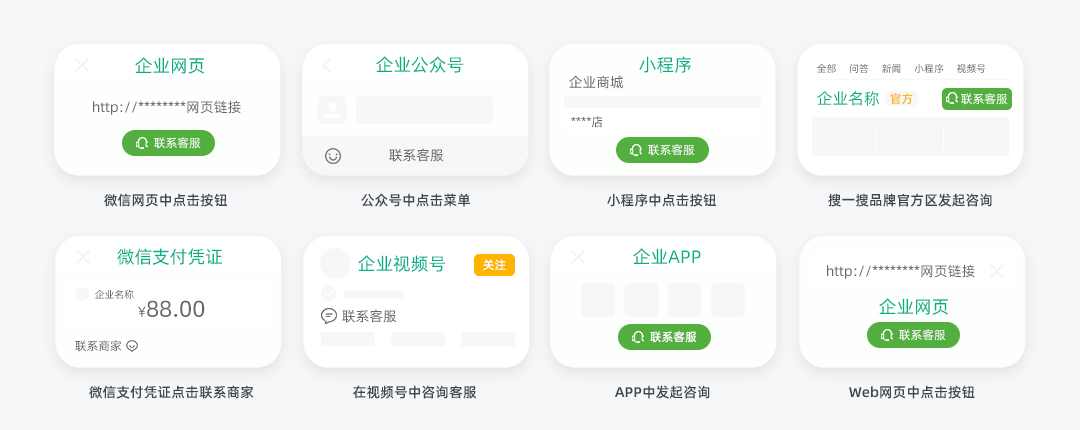 企业网页
http://********网页链接
联系客服
微信网页中点击按钮
企业公众号
联系客服
公众号中点击菜单
小程序
企业商城
****店
联系客服
小程序中点击按钮
全部 问答 新闻 小程序 视频号
企业名称 官方 联系客服
搜一搜品牌官方区发起咨询
微信支付凭证
企业名称
¥88.00
联系商家
微信支付凭证点击联系商家
企业视频号 关注
联系客服
在视频号中咨询客服
企业APP
联系客服
APP中发起咨询
http://********网页链接
企业网页
联系客服
Web网页中点击按钮